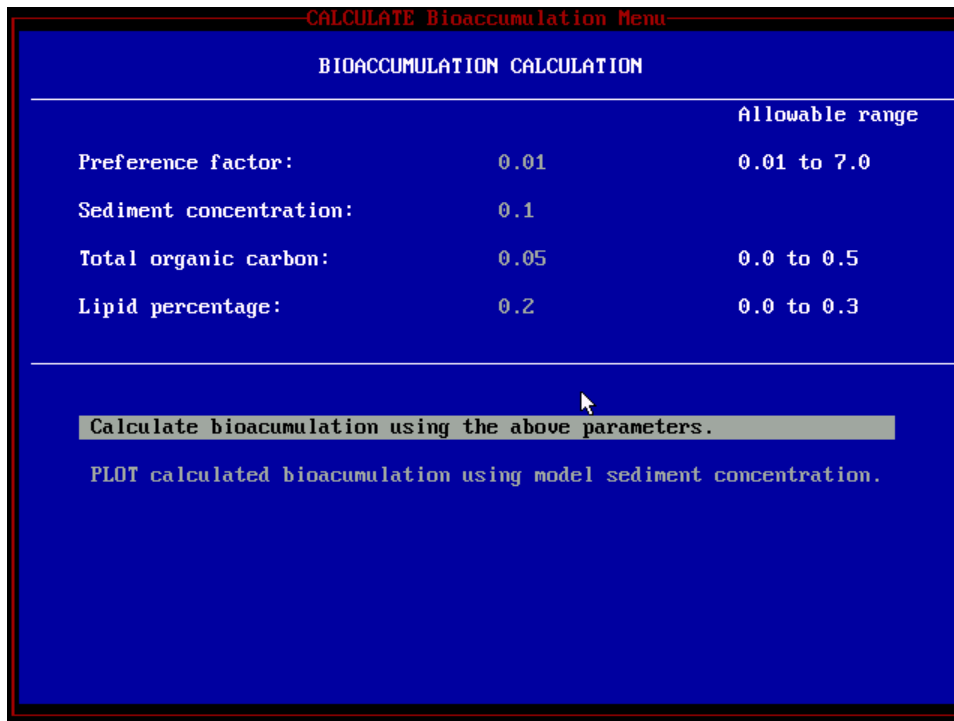 CALCULATE Bioaccumulation Menu
BIOACCUMULATION CALCULATION
Allowable range
Preference factor: 0.01 0.01 to 7.0
Sediment concentration: 0.1
Total organic carbon: 0.05 0.0 to 0.5
Lipid percentage: 0.2 0.0 to 0.3
Calculate bioacumulation using the above parameters.
PLOT calculated bioacumulation using model sediment concentration.